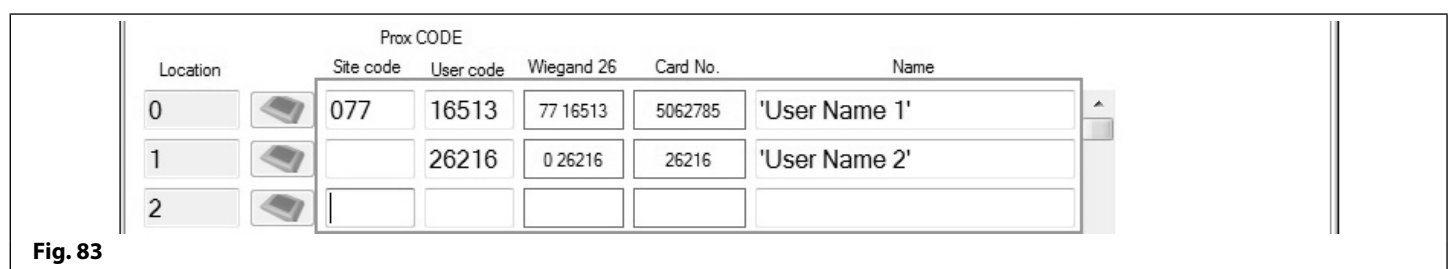 Prox CODE
Location Site code User code Wiegand 26 Card No. Name
0 077 16513 77 16513 5062785 'User Name 1'
1 26216 0 26216 26216 'User Name 2'
2
Fig. 83